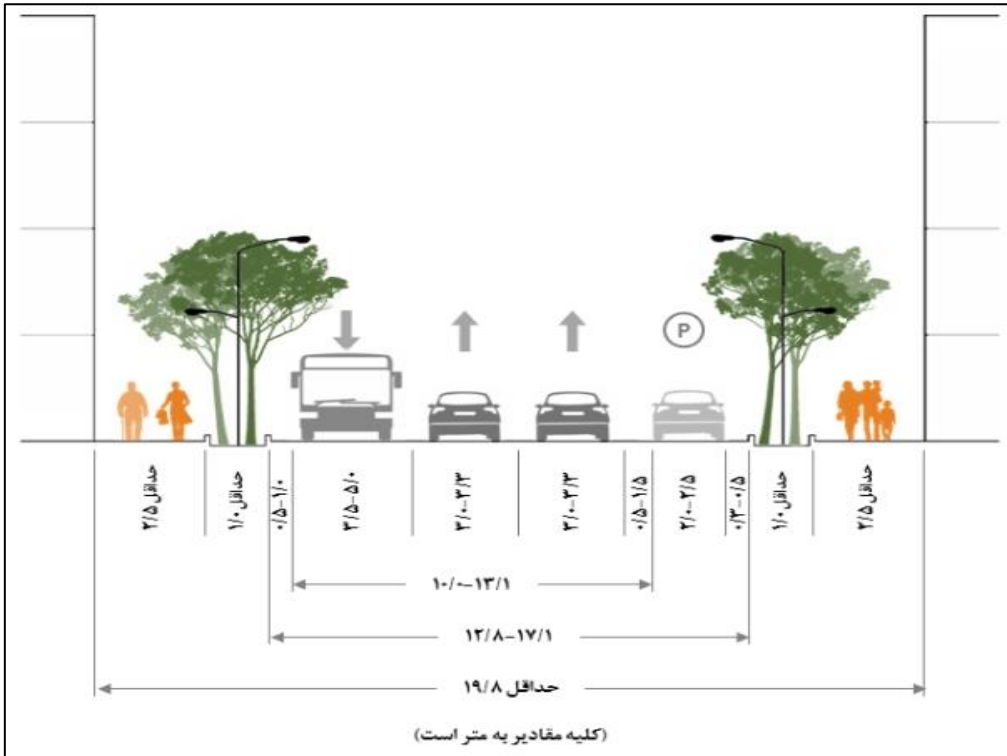 P
حداقل ۲/۵
حداقل ۱/۰
۰/۵-۱/۰
۳/۵-۵/۰
۳/۰-۳/۳
۳/۰-۳/۳
۰/۵-۱/۵
۲/۰-۲/۵
۰/۳-۰/۵
حداقل ۱/۰
حداقل ۲/۵
۱۰/۰-۱۳/۱
۱۲/۸-۱۷/۱
حداقل ۱۹/۸
(کلیه مقادیر به متر است)